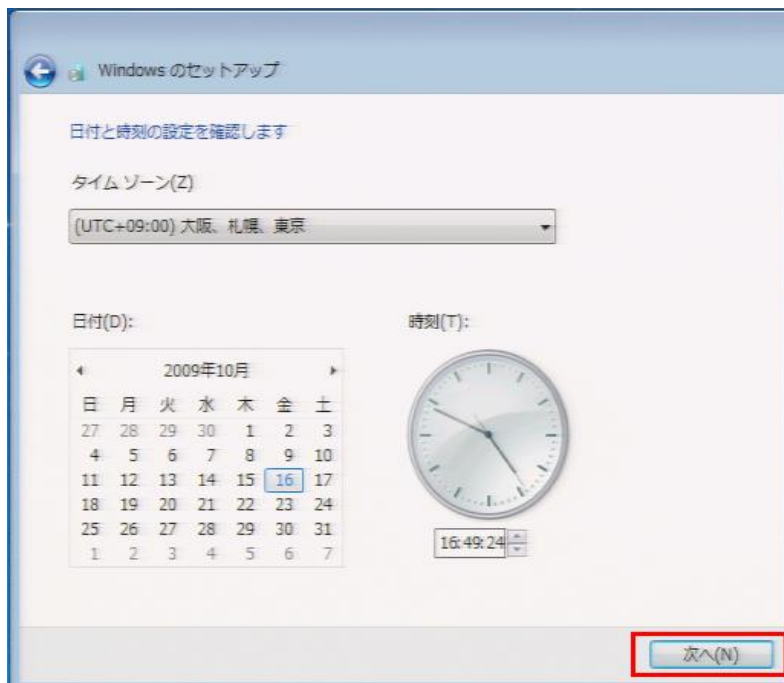 Windows のセットアップ
日付と時刻の設定を確認します
タイム ゾーン(Z)
(UTC+09:00) 大阪、札幌、東京
日付(D):
2009年10月
日 月 火 水 木 金 土
27 28 29 30 1 2 3
4 5 6 7 8 9 10
11 12 13 14 15 16 17
18 19 20 21 22 23 24
25 26 27 28 29 30 31
1 2 3 4 5 6 7
時刻(T):
16:49:24
次へ(N)